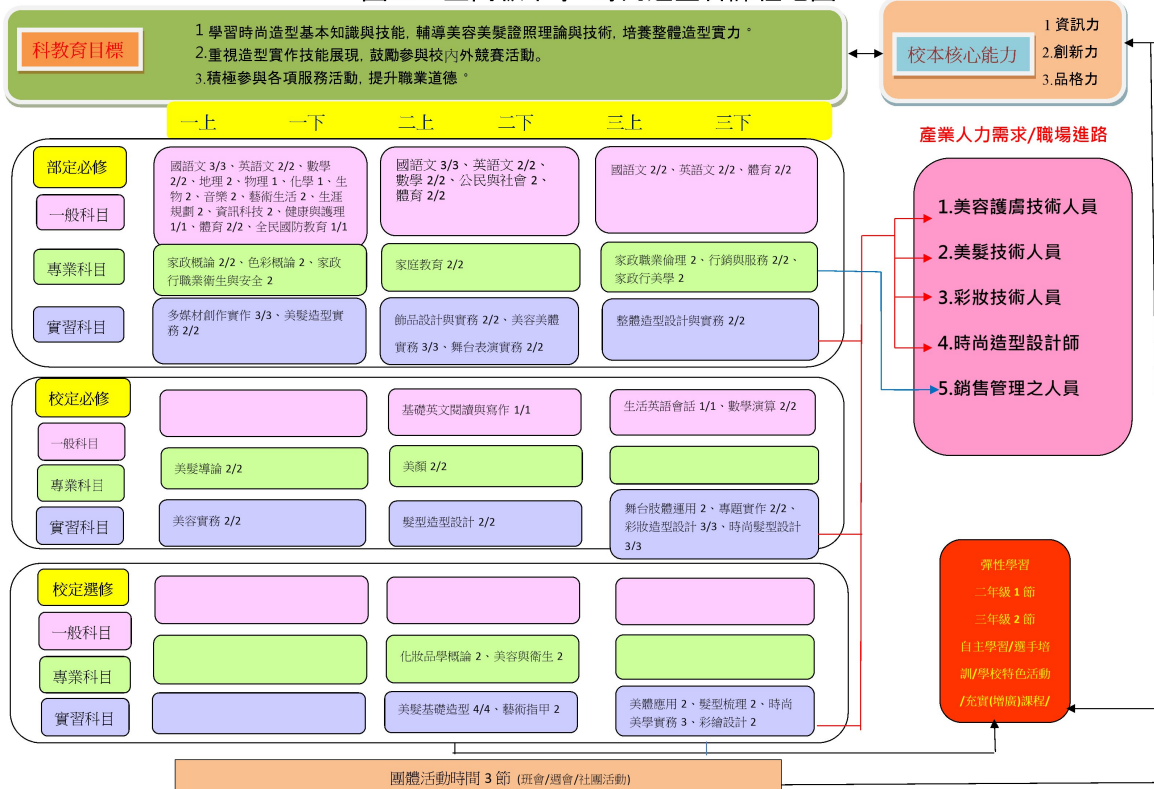 科教育目標
1 學習時尚造型基本知識與技能, 輔導美容美髮證照理論與技術, 培養整體造型實力。
2.重視造型實作技能展現, 鼓勵參與校內外競賽活動。
3.積極參與各項服務活動, 提升職業道德。
校本核心能力
1 資訊力
2.創新力
3.品格力
一上 一下 二上 二下 三上 三下
部定必修
一般科目
國語文 3/3、英語文 2/2、數學
2/2、地理 2、物理 1、化學 1、生
物 2、音樂 2、藝術生活 2、生涯
規劃 2、資訊科技 2、健康與護理
1/1、體育 2/2、全民國防教育 1/1
國語文 3/3、英語文 2/2、
數學 2/2、公民與社會 2、
體育 2/2
國語文 2/2、英語文 2/2、體育 2/2
專業科目
家政概論 2/2、色彩概論 2、家政
行職業衛生與安全 2
家庭教育 2/2
家政職業倫理 2、行銷與服務 2/2、
家政行美學 2
實習科目
多媒材創作實作 3/3、美髮造型實
務 2/2
飾品設計與實務 2/2、美容美體
實務 3/3、舞台表演實務 2/2
整體造型設計與實務 2/2
校定必修
一般科目
基礎英文閱讀與寫作 1/1
生活英語會話 1/1、數學演算 2/2
專業科目
美髮導論 2/2
美顏 2/2
實習科目
美容實務 2/2
髮型造型設計 2/2
舞台肢體運用 2、專題實作 2/2、
彩妝造型設計 3/3、時尚髮型設計
3/3
校定選修
一般科目
專業科目
化妝品學概論 2、美容與衛生 2
實習科目
美髮基礎造型 4/4、藝術指甲 2
美體應用 2、髮型梳理 2、時尚
美學實務 3、彩繪設計 2
產業人力需求/職場進路
1.美容護膚技術人員
2.美髮技術人員
3.彩妝技術人員
4.時尚造型設計師
5.銷售管理之人員
彈性學習
二年級 1 節
三年級 2 節
自主學習/選手培
訓/學校特色活動
/充實(增廣)課程/
團體活動時間 3 節 (班會/週會/社團活動)